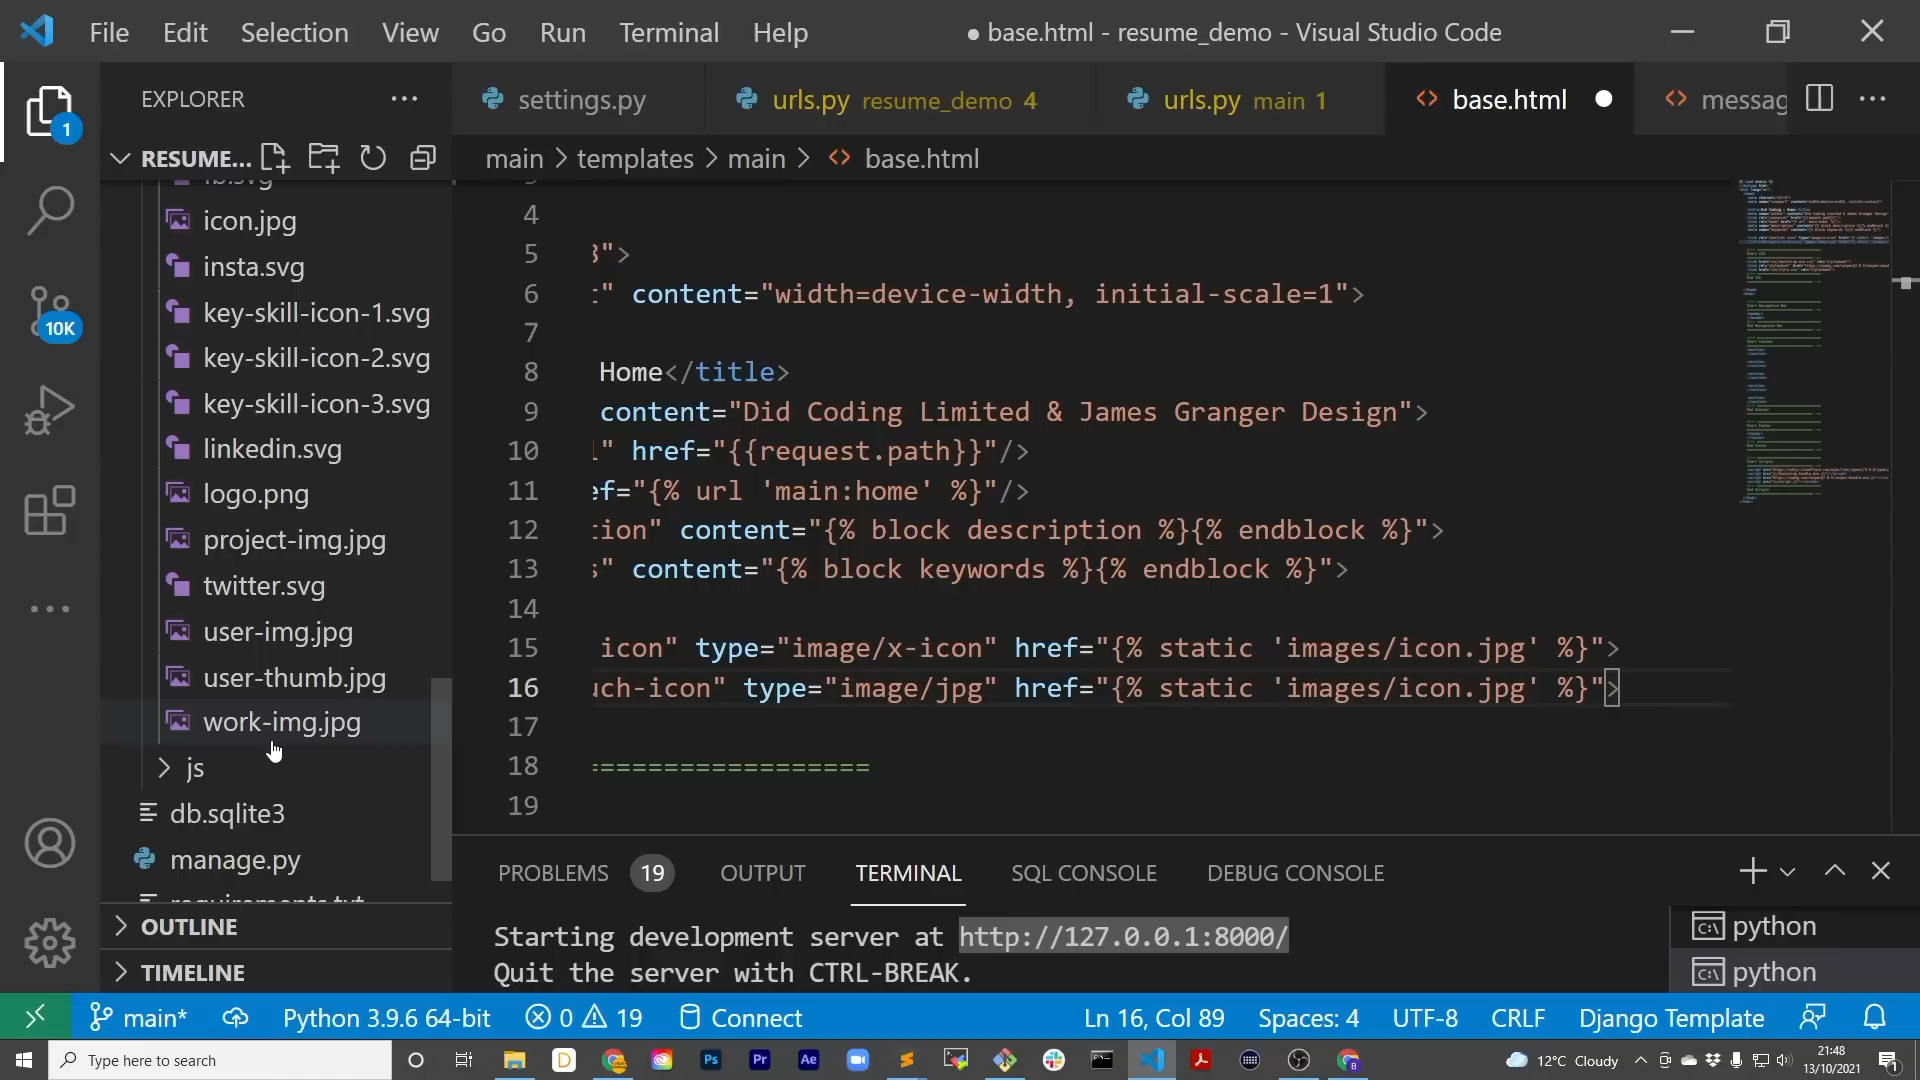 File Edit Selection View Go Run Terminal Help ● base.html - resume_demo - Visual Studio Code
EXPLORER
settings.py
urls.py resume_demo 4
urls.py main 1
base.html
messag
RESUME...
main > templates > main > base.html
icon.jpg
insta.svg
key-skill-icon-1.svg
key-skill-icon-2.svg
key-skill-icon-3.svg
linkedin.svg
logo.png
project-img.jpg
twitter.svg
user-img.jpg
user-thumb.jpg
work-img.jpg
js
db.sqlite3
manage.py
requirements.txt
OUTLINE
TIMELINE
1
10K
4
5 ">
6 " content="width=device-width, initial-scale=1">
7
8 Home</title>
9 content="Did Coding Limited & James Granger Design">
10 " href="{{request.path}}"/>
11 ef="{% url 'main:home' %}"/>
12 tion" content="{% block description %}{% endblock %}">
13 s" content="{% block keywords %}{% endblock %}">
14
15 icon" type="image/x-icon" href="{% static 'images/icon.jpg' %}">
16 uch-icon" type="image/jpg" href="{% static 'images/icon.jpg' %}">
17
18 ==================
19
PROBLEMS 19 OUTPUT TERMINAL SQL CONSOLE DEBUG CONSOLE
Starting development server at http://127.0.0.1:8000/
Quit the server with CTRL-BREAK.
python
python
main* Python 3.9.6 64-bit 0 19 Connect Ln 16, Col 89 Spaces: 4 UTF-8 CRLF Django Template
Type here to search
12°C Cloudy
21:48
13/10/2021